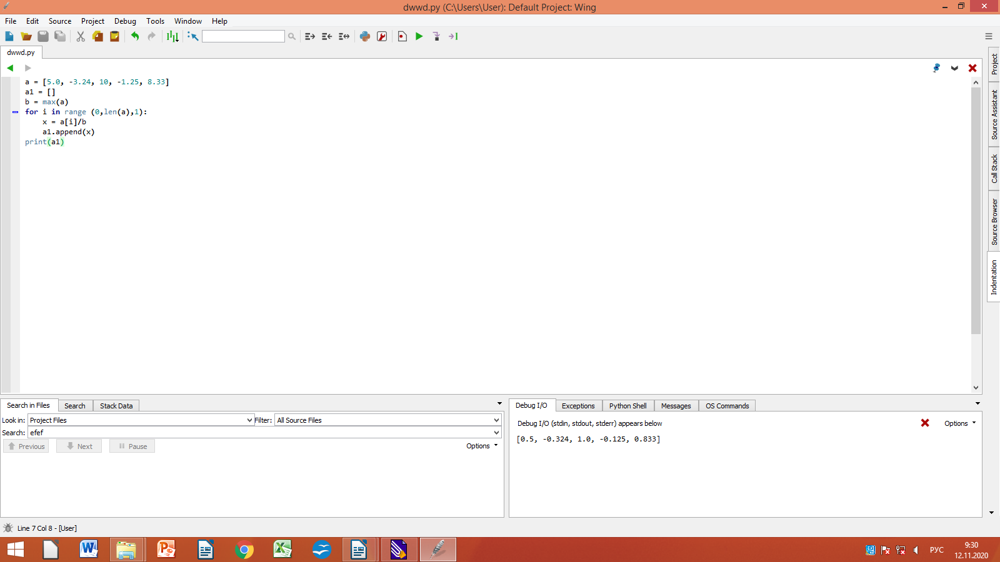 dwwd.py (C:\Users\User): Default Project: Wing
File Edit Source Project Debug Tools Window Help
dwwd.py
a = [5.0, -3.24, 10, -1.25, 8.33]
a1 = []
b = max(a)
for i in range (0,len(a),1):
    x = a[i]/b
    a1.append(x)
print(a1)
Project
Source Assistant
Call Stack
Source Browser
Indentation
Search in Files Search Stack Data
Look in: Project Files Filter: All Source Files
Search: efef
Previous Next Pause Options
Debug I/O Exceptions Python Shell Messages OS Commands
Debug I/O (stdin, stdout, stderr) appears below Options
[0.5, -0.324, 1.0, -0.125, 0.833]
Line 7 Col 8 - [User]
РУС
9:30
12.11.2020